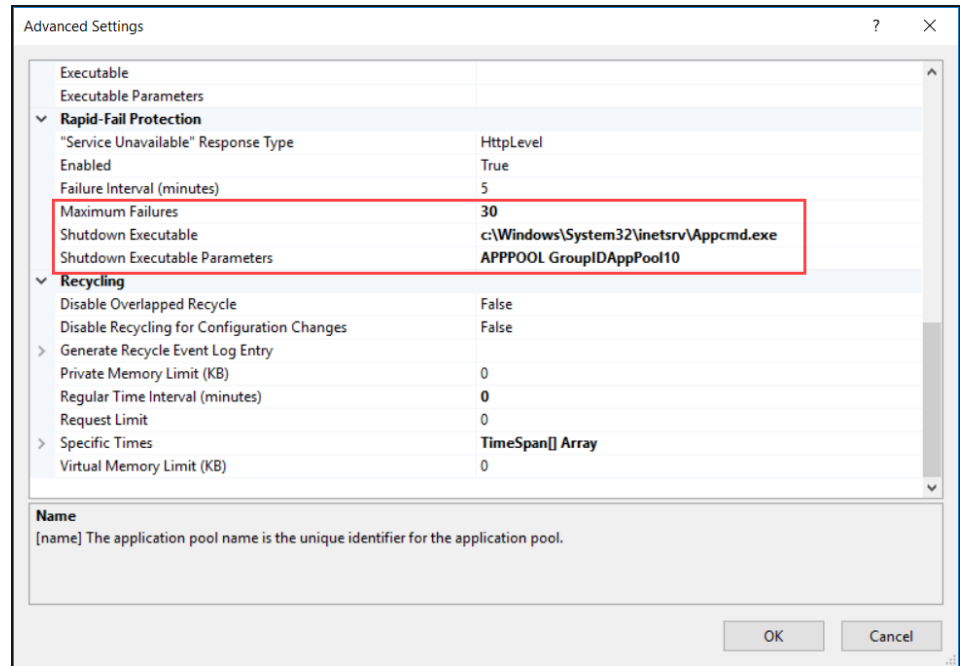 Advanced Settings
Executable
Executable Parameters
Rapid-Fail Protection
"Service Unavailable" Response Type HttpLevel
Enabled True
Failure Interval (minutes) 5
Maximum Failures 30
Shutdown Executable c:\Windows\System32\inetsrv\Appcmd.exe
Shutdown Executable Parameters APPPOOL GroupIDAppPool10
Recycling
Disable Overlapped Recycle False
Disable Recycling for Configuration Changes False
Generate Recycle Event Log Entry
Private Memory Limit (KB) 0
Regular Time Interval (minutes) 0
Request Limit 0
Specific Times TimeSpan[] Array
Virtual Memory Limit (KB) 0
Name
[name] The application pool name is the unique identifier for the application pool.
OK Cancel